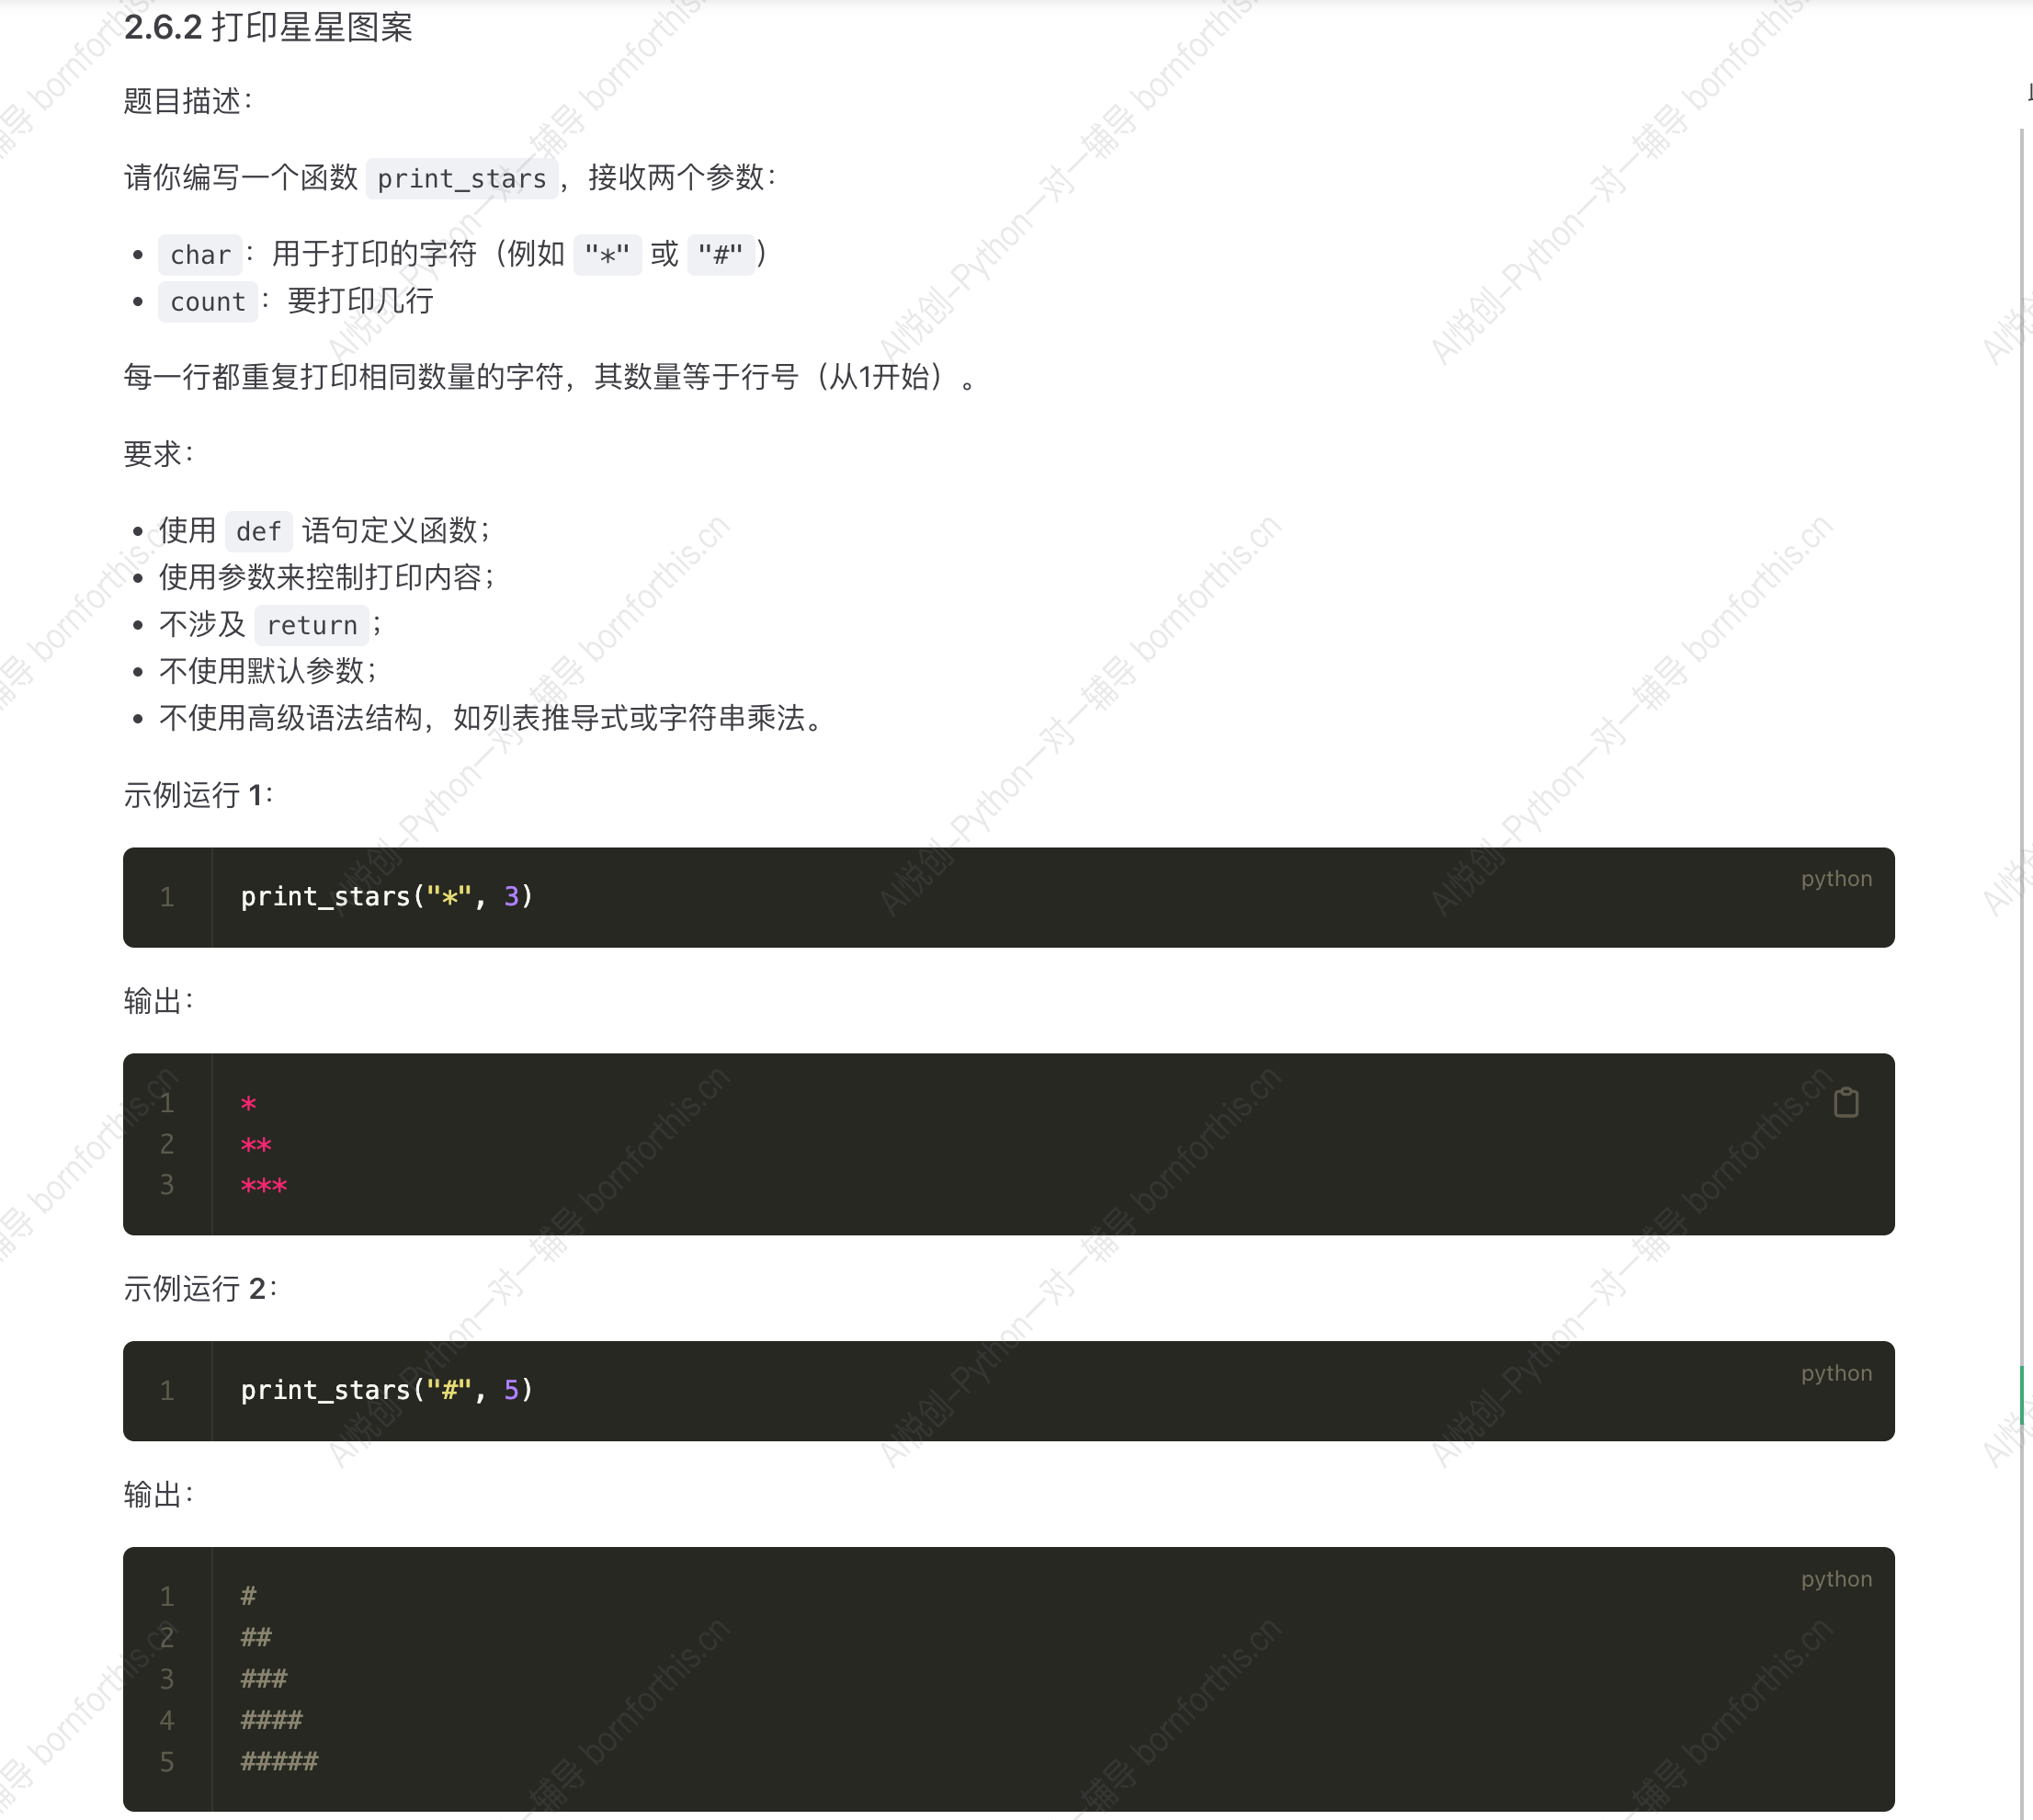 2.6.2 打印星星图案
题目描述：
请你编写一个函数 print_stars，接收两个参数：
• char：用于打印的字符（例如 "*" 或 "#"）
• count：要打印几行
每一行都重复打印相同数量的字符，其数量等于行号（从1开始）。
要求：
• 使用 def 语句定义函数；
• 使用参数来控制打印内容；
• 不涉及 return；
• 不使用默认参数；
• 不使用高级语法结构，如列表推导式或字符串乘法。
示例运行 1：
python
1 print_stars("*", 3)
输出：
1 *
2 **
3 ***
示例运行 2：
python
1 print_stars("#", 5)
输出：
python
1 #
2 ##
3 ###
4 ####
5 #####
AI悦创-Python一对一辅导 bornforthis.cn